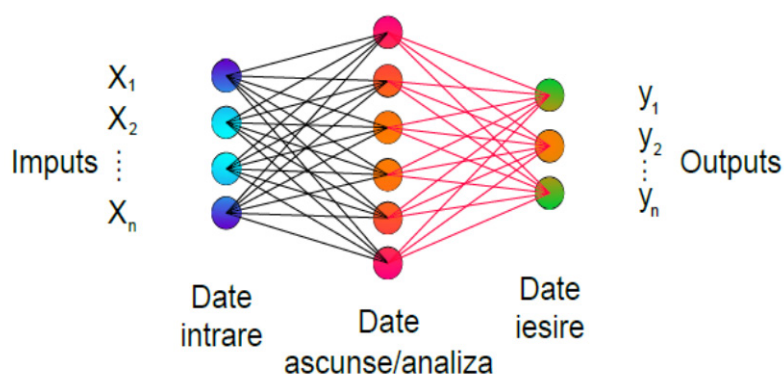 X1
X2
Imputs
Xn
y1
y2
Outputs
yn
Date
intrare
Date
ascunse/analiza
Date
iesire